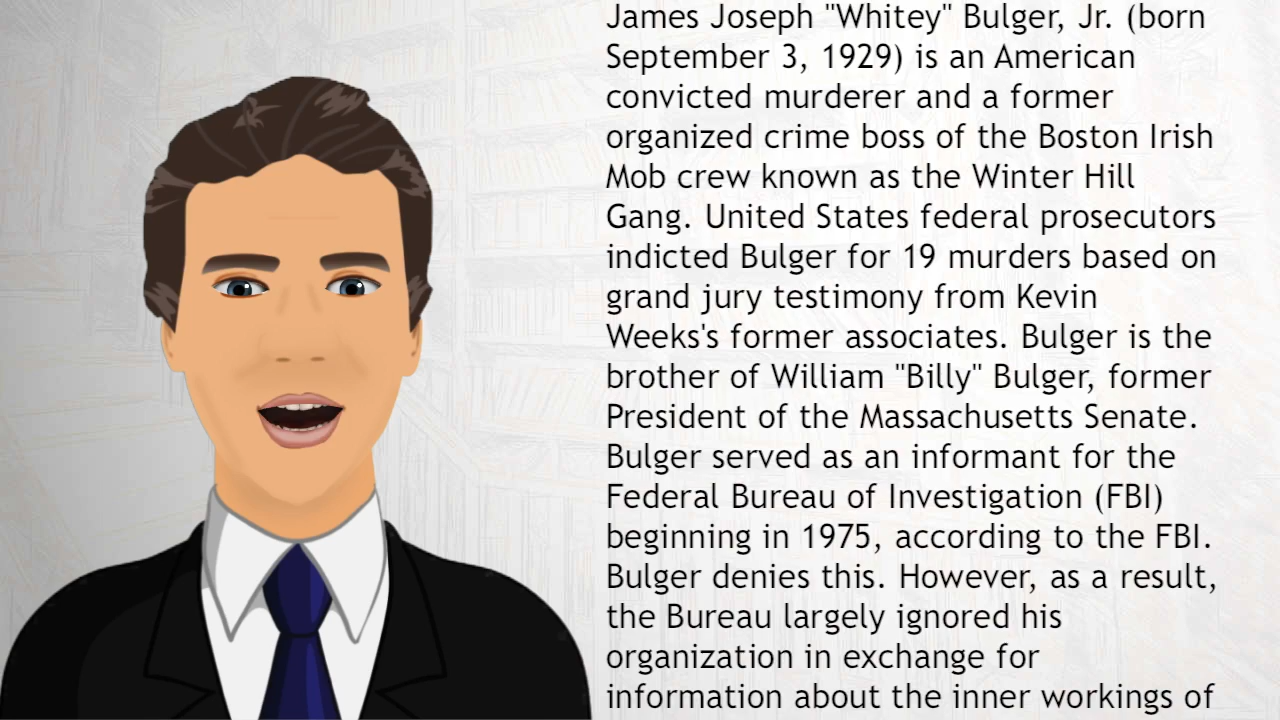 James Joseph "Whitey" Bulger, Jr. (born
September 3, 1929) is an American
convicted murderer and a former
organized crime boss of the Boston Irish
Mob crew known as the Winter Hill
Gang. United States federal prosecutors
indicted Bulger for 19 murders based on
grand jury testimony from Kevin
Weeks's former associates. Bulger is the
brother of William "Billy" Bulger, former
President of the Massachusetts Senate.
Bulger served as an informant for the
Federal Bureau of Investigation (FBI)
beginning in 1975, according to the FBI.
Bulger denies this. However, as a result,
the Bureau largely ignored his
organization in exchange for
information about the inner workings of